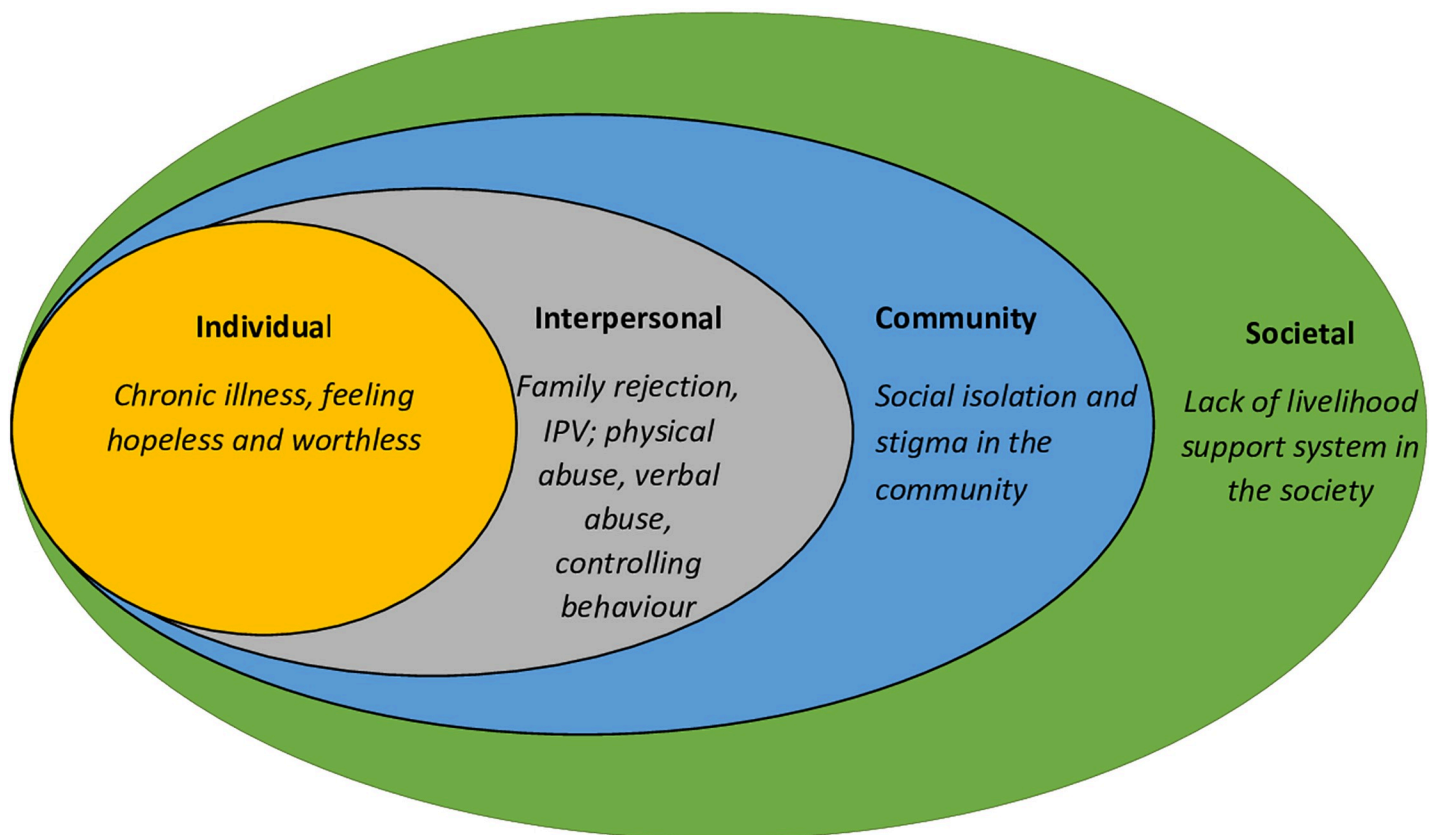 Individual
Chronic illness, feeling
hopeless and worthless
Interpersonal
Family rejection,
IPV; physical
abuse, verbal
abuse,
controlling
behaviour
Community
Social isolation and
stigma in the
community
Societal
Lack of livelihood
support system in
the society